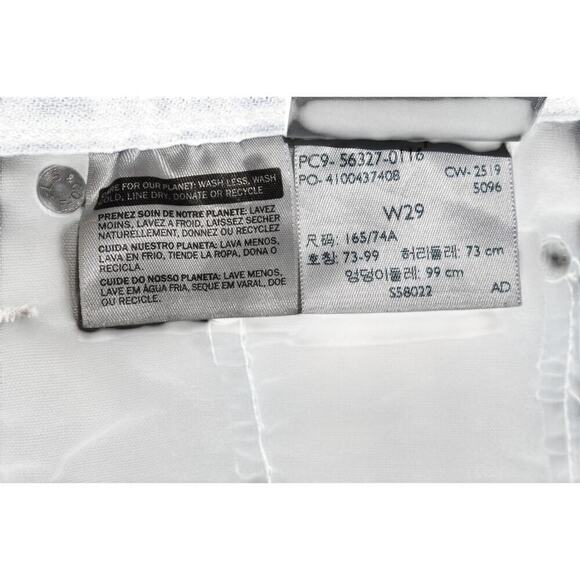 FOR OUR PLANET: WASH LESS, WASH
COLD, LINE DRY, DONATE OR RECYCLE
PRENEZ SOIN DE NOTRE PLANETE: LAVEZ
MOINS, LAVEZ A FROID, LAISSEZ SECHER
NATURELLEMENT, DONNEZ OU RECYCLEZ
CUIDA NUESTRO PLANETA: LAVA MENOS,
LAVA EN FRIO, TIENDE LA ROPA, DONA O
RECICLA
CUIDE DO NOSSO PLANETA: LAVE MENOS,
LAVE EM ÁGUA FRIA, SEQUE EM VARAL, DOE
OU RECICLE.
PC9- 56327-0116
PO- 4100437408 CW- 2519
5096
W29
尺码: 165/74A
호칭: 73-99 허리둘레: 73 cm
엉덩이둘레: 99 cm
S58022 AD